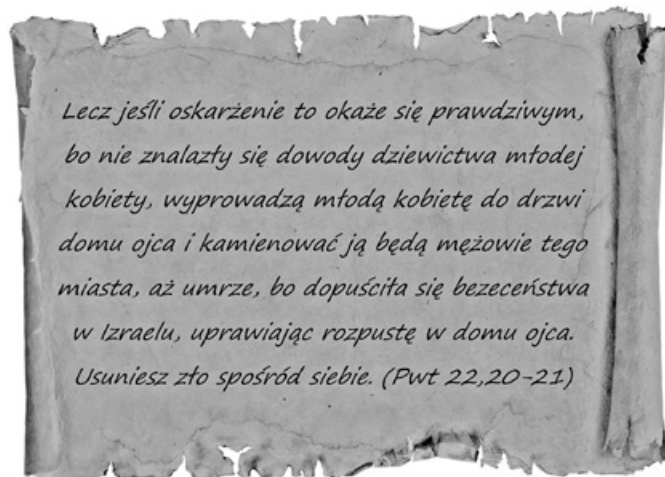 Lecz jeśli oskarżenie to okaże się prawdziwym,
bo nie znalazły się dowody dziewictwa młodej
kobiety, wyprowadzą młodą kobietę do drzwi
domu ojca i kamienować ją będą mężowie tego
miasta, aż umrze, bo dopuściła się bezeceństwa
w Izraelu, uprawiając rozpustę w domu ojca.
Usuniesz zło spośród siebie. (Pwt 22,20-21)